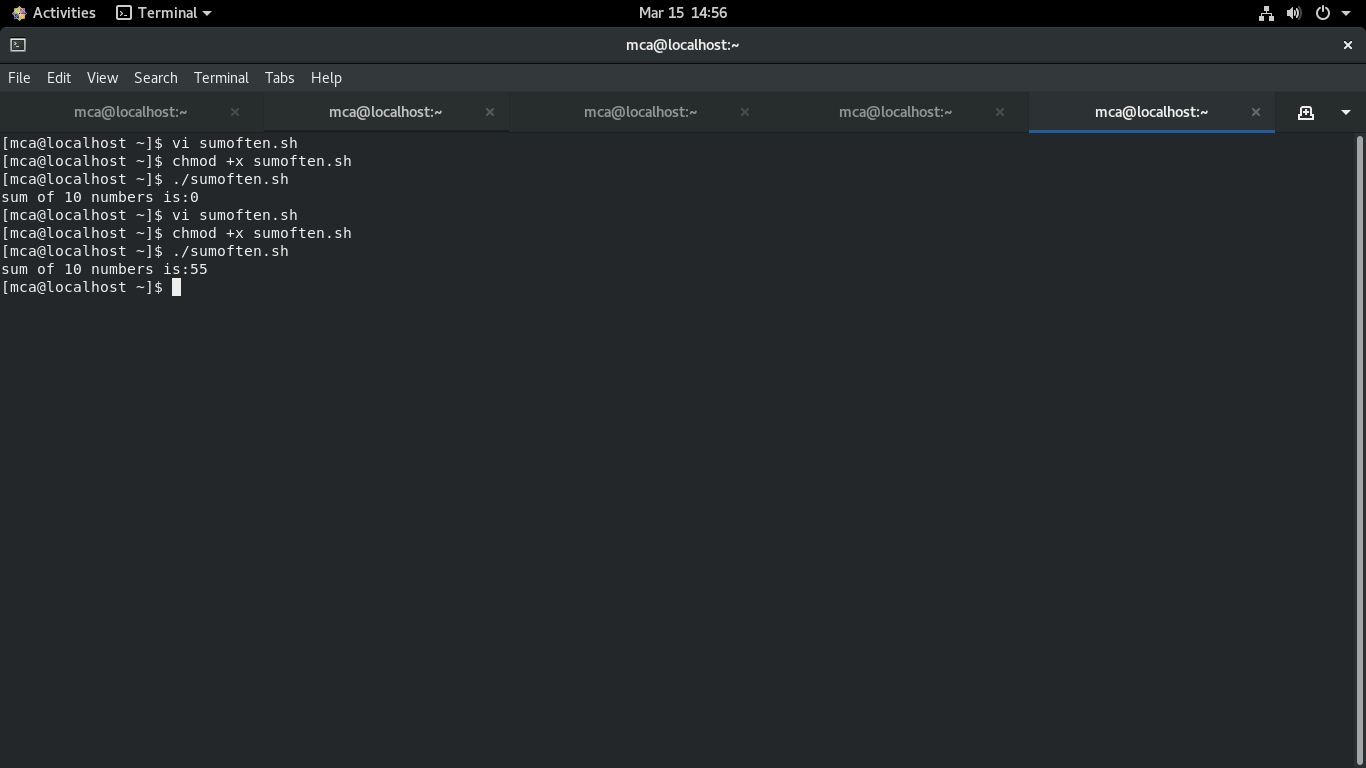 Activities Terminal Mar 15 14:56
mca@localhost:~
File Edit View Search Terminal Tabs Help
mca@localhost:~ mca@localhost:~ mca@localhost:~ mca@localhost:~ mca@localhost:~
[mca@localhost ~]$ vi sumoften.sh
[mca@localhost ~]$ chmod +x sumoften.sh
[mca@localhost ~]$ ./sumoften.sh
sum of 10 numbers is:0
[mca@localhost ~]$ vi sumoften.sh
[mca@localhost ~]$ chmod +x sumoften.sh
[mca@localhost ~]$ ./sumoften.sh
sum of 10 numbers is:55
[mca@localhost ~]$